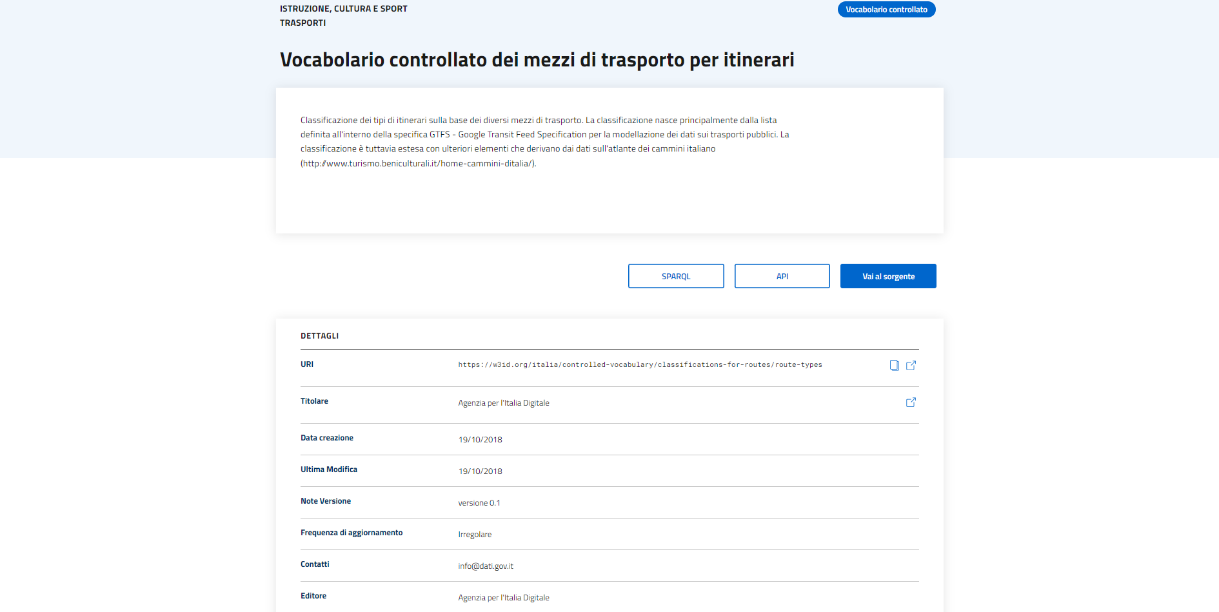 ISTRUZIONE, CULTURA E SPORT
TRASPORTI
Vocabolario controllato
Vocabolario controllato dei mezzi di trasporto per itinerari
Classificazione dei tipi di itinerari sulla base dei diversi mezzi di trasporto. La classificazione nasce principalmente dalla lista
definita all'interno della specifica GTFS - Google Transit Feed Specification per la modellazione dei dati sui trasporti pubblici. La
classificazione è tuttavia estesa con ulteriori elementi che derivano dai dati sull'atlante dei cammini italiano
(http://www.turismo.beniculturali.it/home-cammini-ditalia/).
SPARQL
API
Vai al sorgente
DETTAGLI
URI https://w3id.org/italia/controlled-vocabulary/classifications-for-routes/route-types
Titolare Agenzia per l'Italia Digitale
Data creazione 19/10/2018
Ultima Modifica 19/10/2018
Note Versione versione 0.1
Frequenza di aggiornamento Irregolare
Contatti info@dati.gov.it
Editore Agenzia per l'Italia Digitale